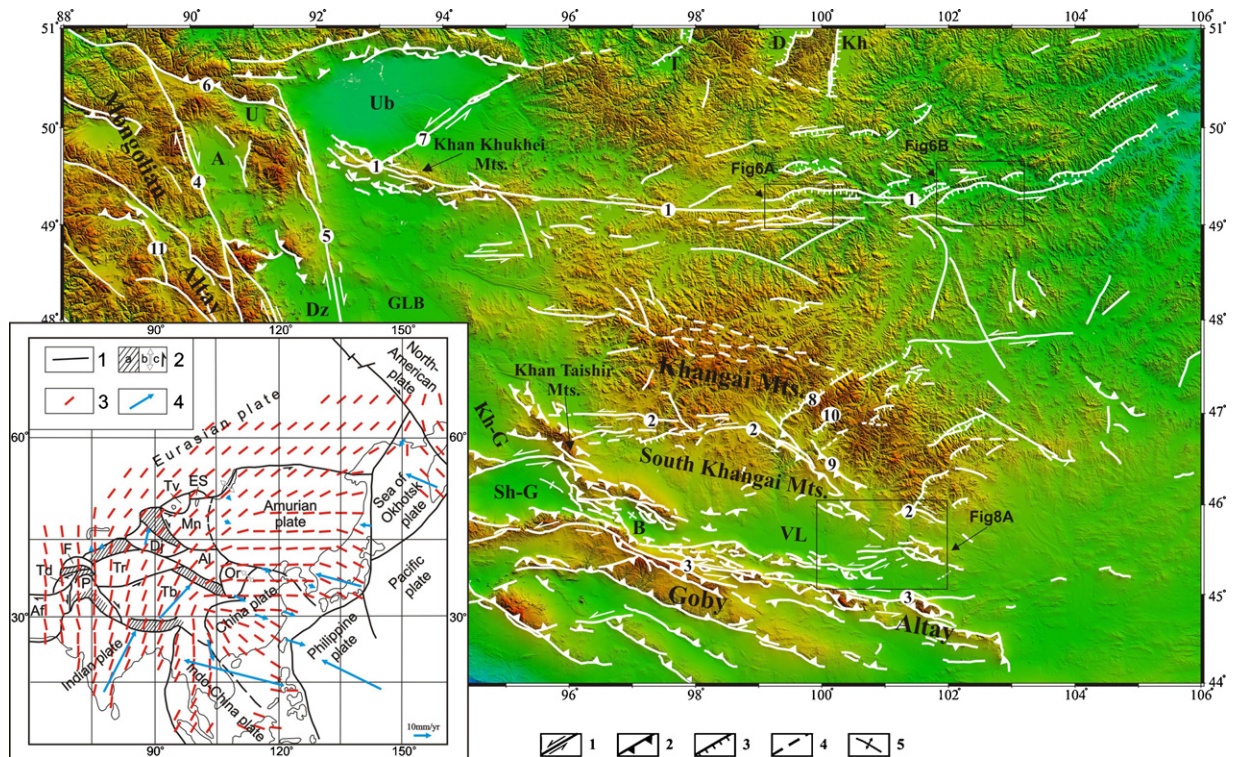 88° 90° 92° 94° 96° 98° 100° 102° 104° 106°
51° 51°
50° 50°
49° 49°
48° 48°
47°
46°
45°
44°
96° 98° 100° 102° 104° 106°
D Kh
T
6
U
Ub
Mongolian
Altay
A
7
Khan Khukhei
Mts.
1
4
Fig6A
Fig6B
1
1
5
11
Dz
GLB
Khan Taishir
Mts.
Khangai Mts.
8
10
2
2
9
Kh-G
South Khangai Mts.
2
Sh-G
B
VL
Fig8A
3
3
Goby
Altay
90° 120° 150°
1
a b c 2
3
4
North-
American
plate
Eurasian plate
60°
Tv ES
Mn
Amurian
plate
Sea of
Okhotsk
plate
F
Dj
Al
Td
P
Tr
Or
Tb
Af
30° 30°
China plate
Pacific
plate
Philippine
plate
Indian plate
Indo China
plate
10mm/yr
90° 120° 150°
1 2 3 4 5